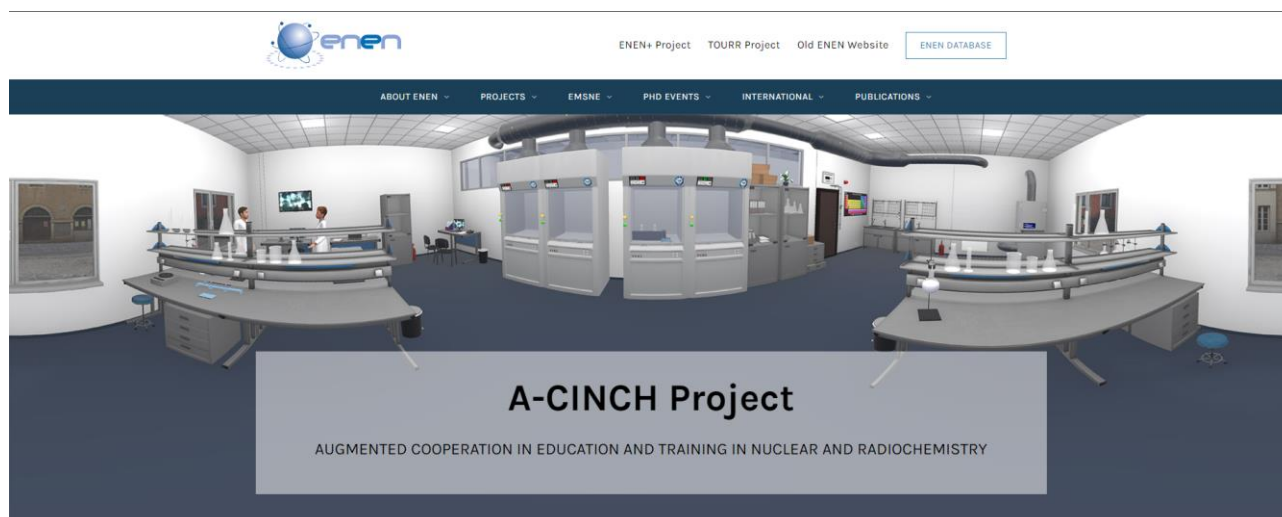 enen
ENEN+ Project TOURR Project Old ENEN Website ENEN DATABASE
ABOUT ENEN PROJECTS EMSNE PHD EVENTS INTERNATIONAL PUBLICATIONS
A-CINCH Project
AUGMENTED COOPERATION IN EDUCATION AND TRAINING IN NUCLEAR AND RADIOCHEMISTRY